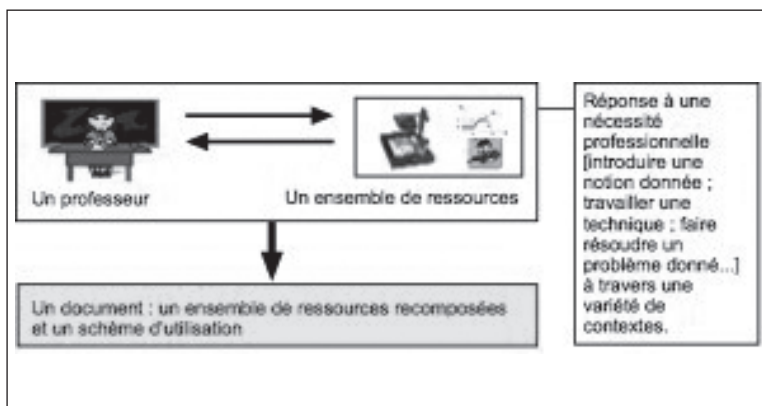 Un professeur
Un ensemble de ressources
Réponse à une
nécessité
professionnelle
[introduire une
notion donnée ;
travailler une
technique ; faire
résoudre un
problème donné...]
à travers une
variété de
contextes.
Un document : un ensemble de ressources recomposées
et un schème d'utilisation